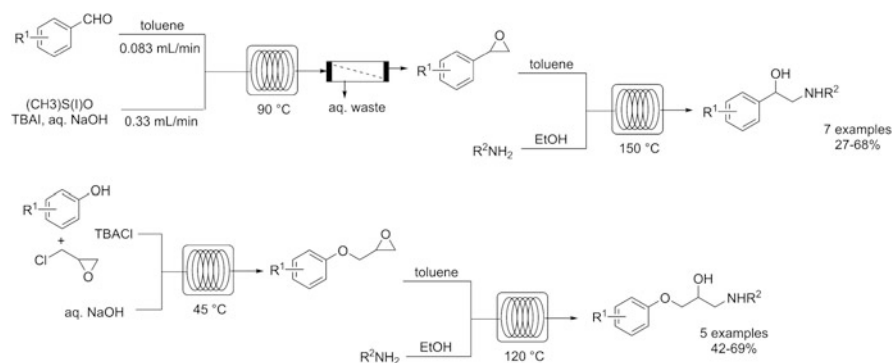 CHO
R¹
toluene
0.083 mL/min
(CH3)S(I)O
TBAI, aq. NaOH
0.33 mL/min
90 °C
aq. waste
O
R¹
toluene
R²NH₂
EtOH
150 °C
OH
NHR²
R¹
7 examples
27-68%
OH
R¹
+
Cl
O
TBACl
aq. NaOH
45 °C
O
O
R¹
toluene
R²NH₂
EtOH
120 °C
OH
O
NHR²
R¹
5 examples
42-69%